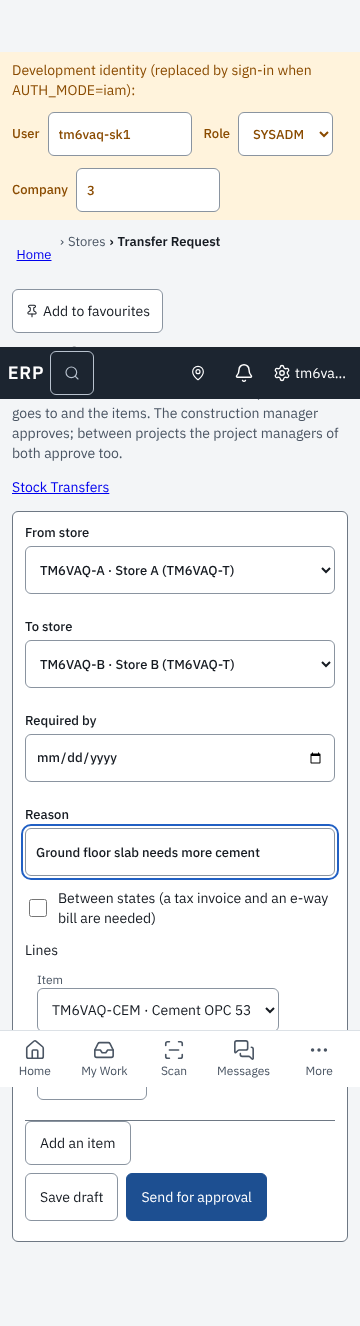 Development identity (replaced by sign-in when
AUTH_MODE=iam):
User tm6vaq-sk1 Role SYSADM
Company 3
Home › Stores › Transfer Request
Add to favourites
ERP tm6va...
goes to and the items. The construction manager
approves; between projects the project managers of
both approve too.
Stock Transfers
From store
TM6VAQ-A · Store A (TM6VAQ-T)
To store
TM6VAQ-B · Store B (TM6VAQ-T)
Required by
mm/dd/yyyy
Reason
Ground floor slab needs more cement
Between states (a tax invoice and an e-way
bill are needed)
Lines
Item
TM6VAQ-CEM · Cement OPC 53
Home My Work Scan Messages More
Add an item
Save draft Send for approval